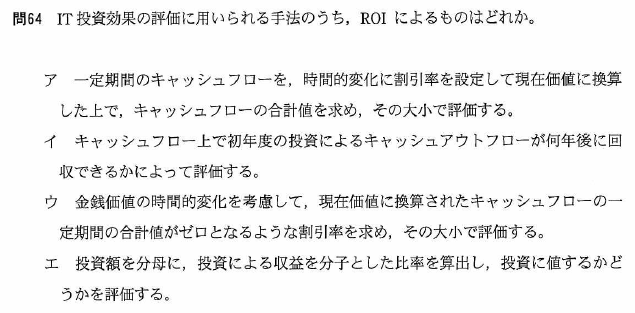 問64 IT投資効果の評価に用いられる手法のうち，ROIによるものはどれか。
ア 一定期間のキャッシュフローを，時間的変化に割引率を設定して現在価値に換算
した上で，キャッシュフローの合計値を求め，その大小で評価する。
イ キャッシュフロー上で初年度の投資によるキャッシュアウトフローが何年後に回
収できるかによって評価する。
ウ 金銭価値の時間的変化を考慮して，現在価値に換算されたキャッシュフローの一
定期間の合計値がゼロとなるような割引率を求め，その大小で評価する。
エ 投資額を分母に，投資による収益を分子とした比率を算出し，投資に値するかど
うかを評価する。